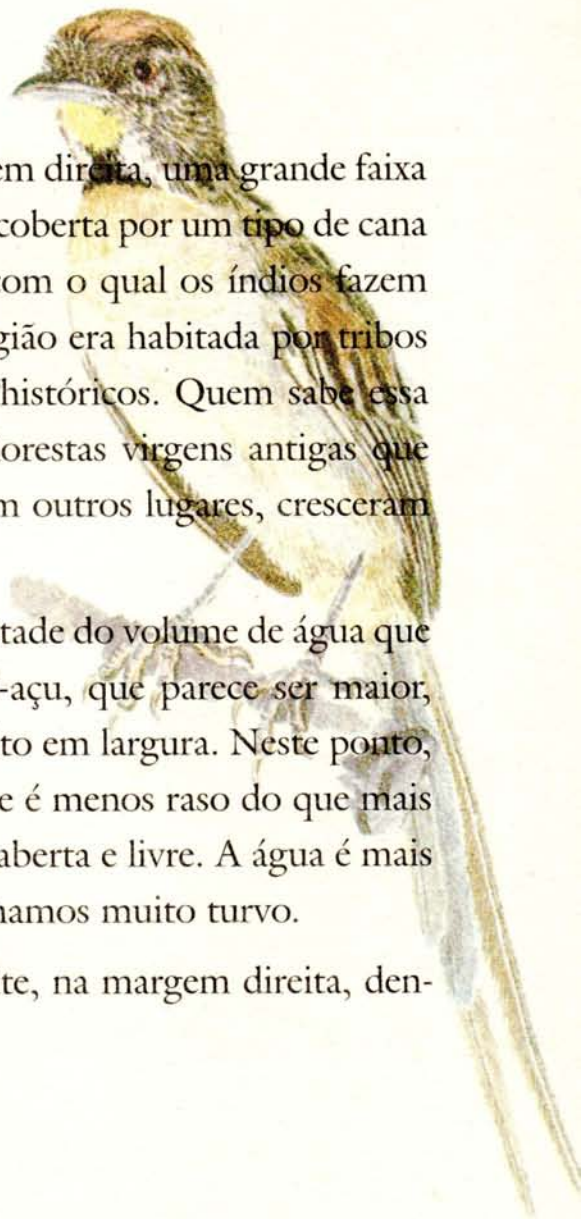 em direita, uma grande faixa
coberta por um tipo de cana
com o qual os índios fazem
gião era habitada por tribos
históricos. Quem sabe essa
orestas virgens antigas que
m outros lugares, cresceram
tade do volume de água que
-açu, que parece ser maior,
to em largura. Neste ponto,
e é menos raso do que mais
aberta e livre. A água é mais
hamos muito turvo.
te, na margem direita, den-